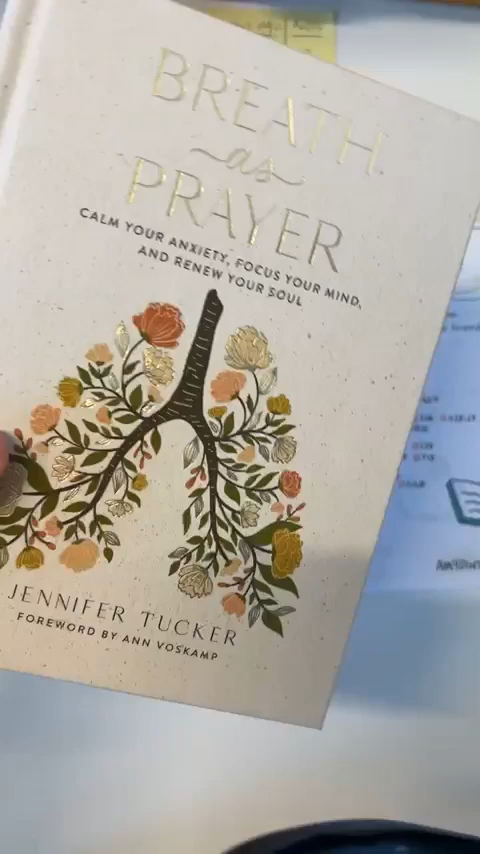 BREATH
as
PRAYER
CALM YOUR ANXIETY, FOCUS YOUR MIND,
AND RENEW YOUR SOUL
JENNIFER TUCKER
FOREWORD BY ANN VOSKAMP